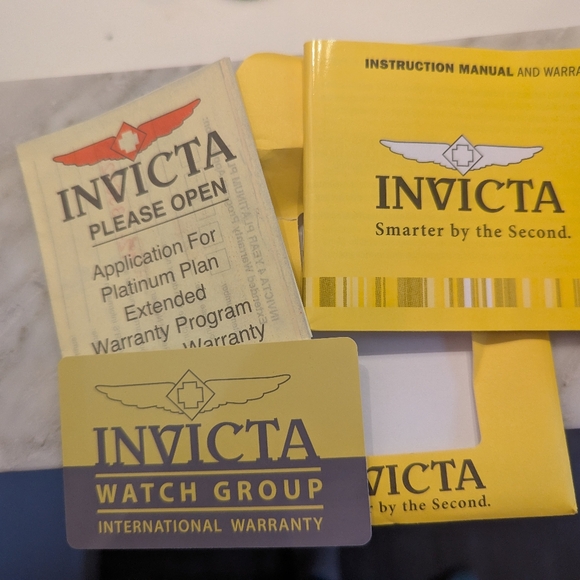 INVICTA
PLEASE OPEN
Application For
Platinum Plan
Extended
Warranty Program
Warranty
INSTRUCTION MANUAL AND WARRA
INVICTA
Smarter by the Second.
INVICTA
WATCH GROUP
INTERNATIONAL WARRANTY
VICTA
by the Second.